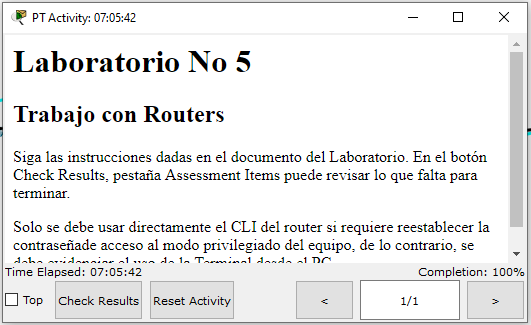 PT Activity: 07:05:42
Laboratorio No 5
Trabajo con Routers
Siga las instrucciones dadas en el documento del Laboratorio. En el botón
Check Results, pestaña Assessment Items puede revisar lo que falta para
terminar.
Solo se debe usar directamente el CLI del router si requiere reestablecer la
contraseñade acceso al modo privilegiado del equipo, de lo contrario, se
debe evidenciar el uso de la Terminal desde el PC
Time Elapsed: 07:05:42 Completion: 100%
Top Check Results Reset Activity < 1/1 >